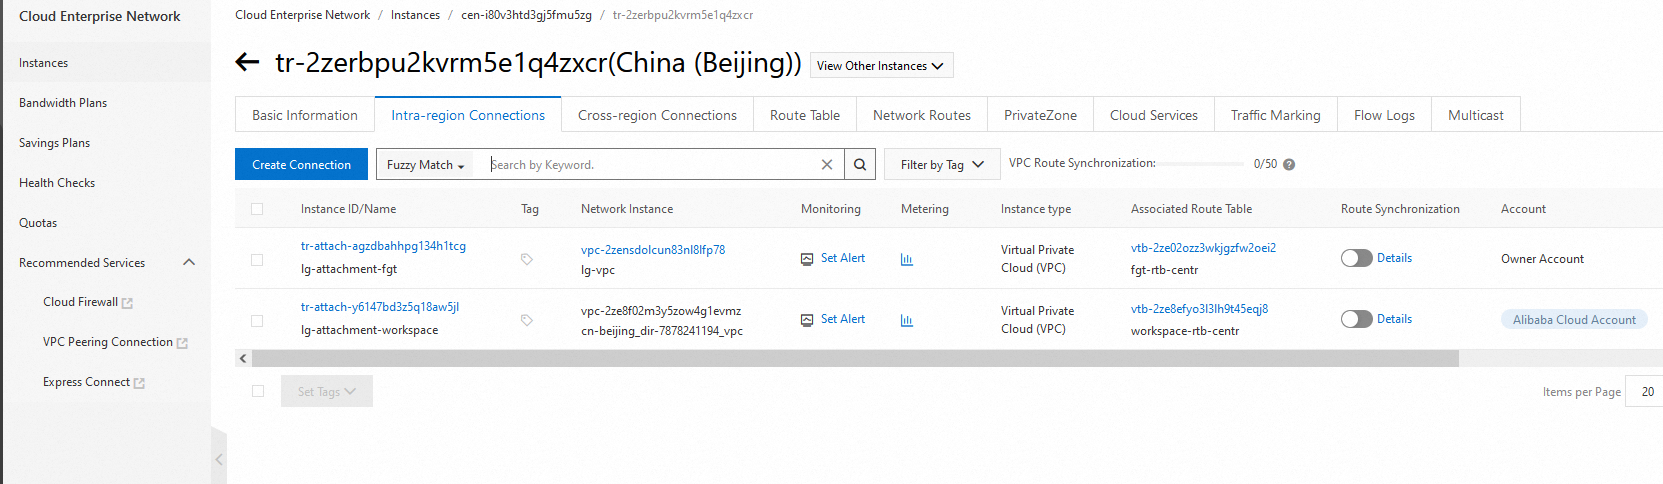 Cloud Enterprise Network
Instances
Bandwidth Plans
Savings Plans
Health Checks
Quotas
Recommended Services
Cloud Firewall
VPC Peering Connection
Express Connect
Cloud Enterprise Network / Instances / cen-i80v3htd3gj5fmu5zg / tr-2zerbpu2kvrm5e1q4zxcr
tr-2zerbpu2kvrm5e1q4zxcr(China (Beijing)) View Other Instances
Basic Information Intra-region Connections Cross-region Connections Route Table Network Routes PrivateZone Cloud Services Traffic Marking Flow Logs Multicast
Create Connection Fuzzy Match Search by Keyword. Filter by Tag VPC Route Synchronization: 0/50
Instance ID/Name Tag Network Instance Monitoring Metering Instance type Associated Route Table Route Synchronization Account
tr-attach-agzdbahhpg134h1tcg vpc-2zensdolcun83nl8lfp78 Set Alert Virtual Private vtb-2ze02ozz3wkjgzfw2oei2 Details Owner Account
lg-attachment-fgt lg-vpc Cloud (VPC) fgt-rtb-centr
tr-attach-y6147bd3z5q18aw5jl vpc-2ze8f02m3y5zow4g1evmz Set Alert Virtual Private vtb-2ze8efyo3l3lh9t45eqj8 Details Alibaba Cloud Account
lg-attachment-workspace cn-beijing_dir-7878241194_vpc Cloud (VPC) workspace-rtb-centr
Set Tags Items per Page 20